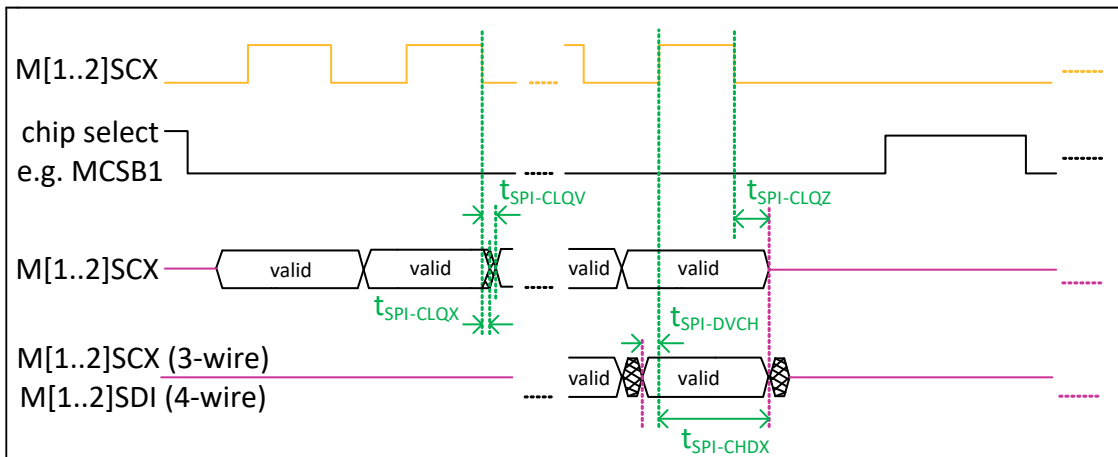 M[1..2]SCX
chip select
e.g. MCSB1
tSPI-CLQV
tSPI-CLQZ
M[1..2]SCX
valid valid valid valid
tSPI-CLQX
tSPI-DVCH
M[1..2]SCX (3-wire)
M[1..2]SDI (4-wire)
valid valid
tSPI-CHDX